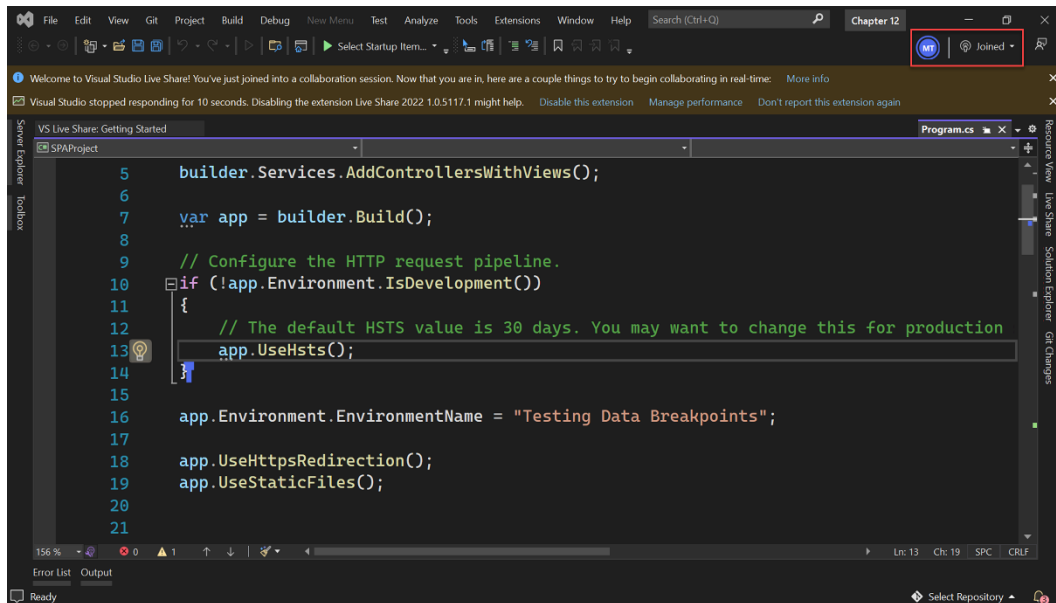 File Edit View Git Project Build Debug New Menu Test Analyze Tools Extensions Window Help Search (Ctrl+Q) Chapter 12
Select Startup Item... MT Joined
Welcome to Visual Studio Live Share! You've just joined into a collaboration session. Now that you are in, here are a couple things to try to begin collaborating in real-time: More info
Visual Studio stopped responding for 10 seconds. Disabling the extension Live Share 2022 1.0.5117.1 might help. Disable this extension Manage performance Don't report this extension again
Server Explorer
Toolbox
VS Live Share: Getting Started Program.cs
SPAProject
5 builder.Services.AddControllersWithViews();
6
7 var app = builder.Build();
8
9 // Configure the HTTP request pipeline.
10 if (!app.Environment.IsDevelopment())
11 {
12 // The default HSTS value is 30 days. You may want to change this for production
13 app.UseHsts();
14 }
15
16 app.Environment.EnvironmentName = "Testing Data Breakpoints";
17
18 app.UseHttpsRedirection();
19 app.UseStaticFiles();
20
21
Resource View
Live Share
Solution Explorer
Git Changes
156 % 0 1 Ln: 13 Ch: 19 SPC CRLF
Error List Output
Ready Select Repository 3